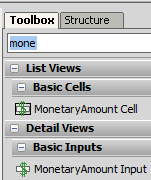 Toolbox Structure
mone
List Views
Basic Cells
MonetaryAmount Cell
Detail Views
Basic Inputs
MonetaryAmount Input